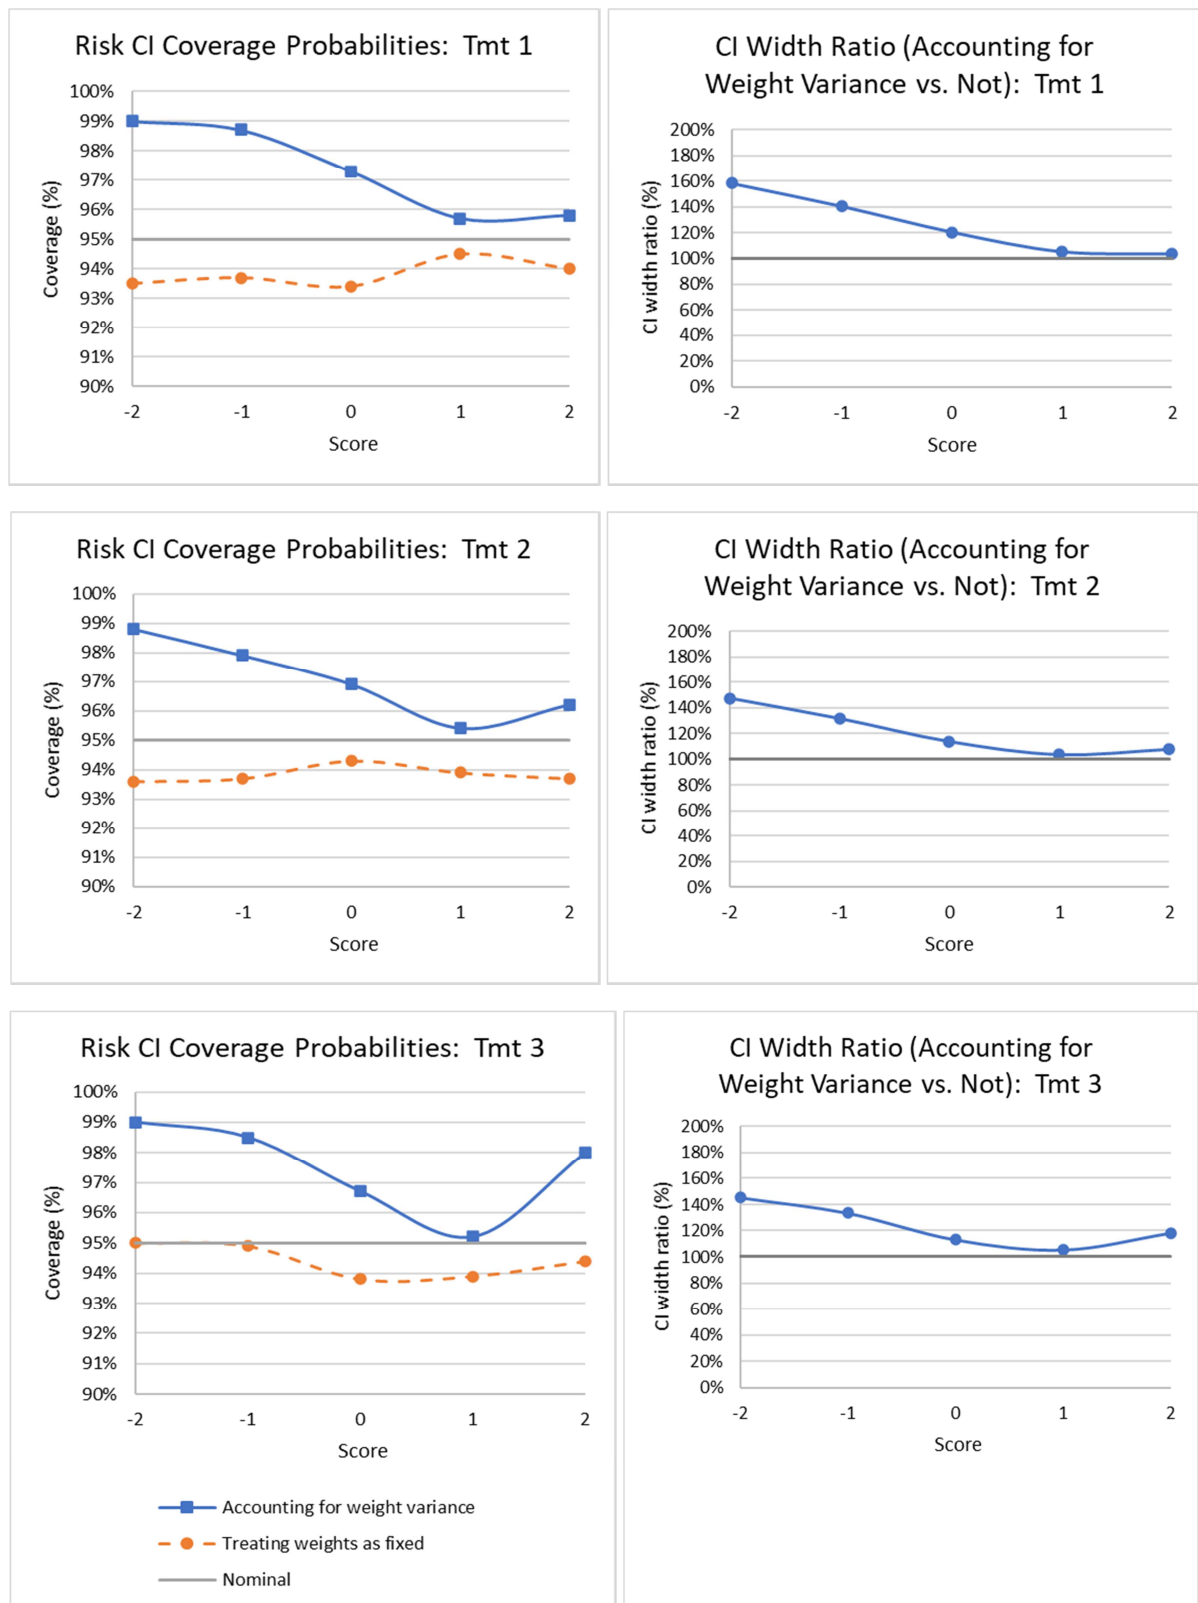 Risk CI Coverage Probabilities: Tmt 1
Coverage (%)
100%
99%
98%
97%
96%
95%
94%
93%
92%
91%
90%
-2 -1 0 1 2
Score
CI Width Ratio (Accounting for
Weight Variance vs. Not): Tmt 1
CI width ratio (%)
200%
180%
160%
140%
120%
100%
80%
60%
40%
20%
0%
-2 -1 0 1 2
Score
Risk CI Coverage Probabilities: Tmt 2
Coverage (%)
100%
99%
98%
97%
96%
95%
94%
93%
92%
91%
90%
-2 -1 0 1 2
Score
CI Width Ratio (Accounting for
Weight Variance vs. Not): Tmt 2
CI width ratio (%)
200%
180%
160%
140%
120%
100%
80%
60%
40%
20%
0%
-2 -1 0 1 2
Score
Risk CI Coverage Probabilities: Tmt 3
Coverage (%)
100%
99%
98%
97%
96%
95%
94%
93%
92%
91%
90%
-2 -1 0 1 2
Score
Accounting for weight variance
Treating weights as fixed
Nominal
CI Width Ratio (Accounting for
Weight Variance vs. Not): Tmt 3
CI width ratio (%)
200%
180%
160%
140%
120%
100%
80%
60%
40%
20%
0%
-2 -1 0 1 2
Score